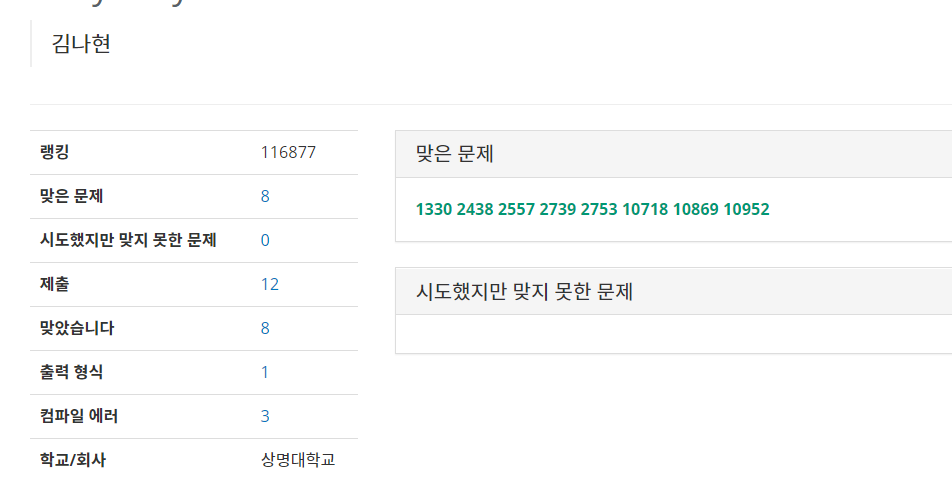 김나현
랭킹 116877
맞은 문제 8
시도했지만 맞지 못한 문제 0
제출 12
맞았습니다 8
출력 형식 1
컴파일 에러 3
학교/회사 상명대학교
맞은 문제
1330 2438 2557 2739 2753 10718 10869 10952
시도했지만 맞지 못한 문제